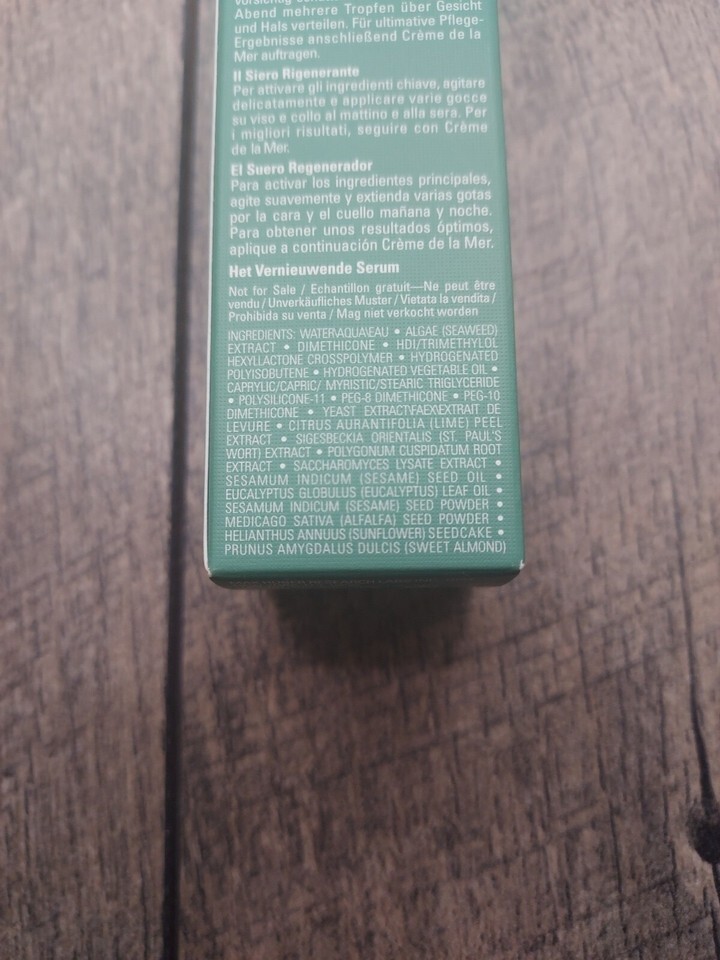 Abend mehrere Tropfen über Gesicht
und Hals verteilen. Für ultimative Pflege-
Ergebnisse anschließend Crème de la
Mer auftragen.
Il Siero Rigenerante
Per attivare gli ingredienti chiave, agitare
delicatamente e applicare varie gocce
su viso e collo al mattino e alla sera. Per
i migliori risultati, seguire con Crème
de la Mer.
El Suero Regenerador
Para activar los ingredientes principales,
agite suavemente y extienda varias gotas
por la cara y el cuello mañana y noche.
Para obtener unos resultados óptimos,
aplique a continuación Crème de la Mer.
Het Vernieuwende Serum
Not for Sale / Echantillon gratuit—Ne peut être
vendu / Unverkäufliches Muster / Vietata la vendita /
Prohibida su venta / Mag niet verkocht worden
INGREDIENTS: WATER\AQUA\EAU • ALGAE (SEAWEED)
EXTRACT • DIMETHICONE • HDI/TRIMETHYLOL
HEXYLLACTONE CROSSPOLYMER • HYDROGENATED
POLYISOBUTENE • HYDROGENATED VEGETABLE OIL •
CAPRYLIC/CAPRIC/ MYRISTIC/STEARIC TRIGLYCERIDE
• POLYSILICONE-11 • PEG-8 DIMETHICONE • PEG-10
DIMETHICONE • YEAST EXTRACT\FAEX\EXTRAIT DE
LEVURE • CITRUS AURANTIFOLIA (LIME) PEEL
EXTRACT • SIGESBECKIA ORIENTALIS (ST. PAUL'S
WORT) EXTRACT • POLYGONUM CUSPIDATUM ROOT
EXTRACT • SACCHAROMYCES LYSATE EXTRACT •
SESAMUM INDICUM (SESAME) SEED OIL •
EUCALYPTUS GLOBULUS (EUCALYPTUS) LEAF OIL •
SESAMUM INDICUM (SESAME) SEED POWDER •
MEDICAGO SATIVA (ALFALFA) SEED POWDER •
HELIANTHUS ANNUUS (SUNFLOWER) SEEDCAKE •
PRUNUS AMYGDALUS DULCIS (SWEET ALMOND)